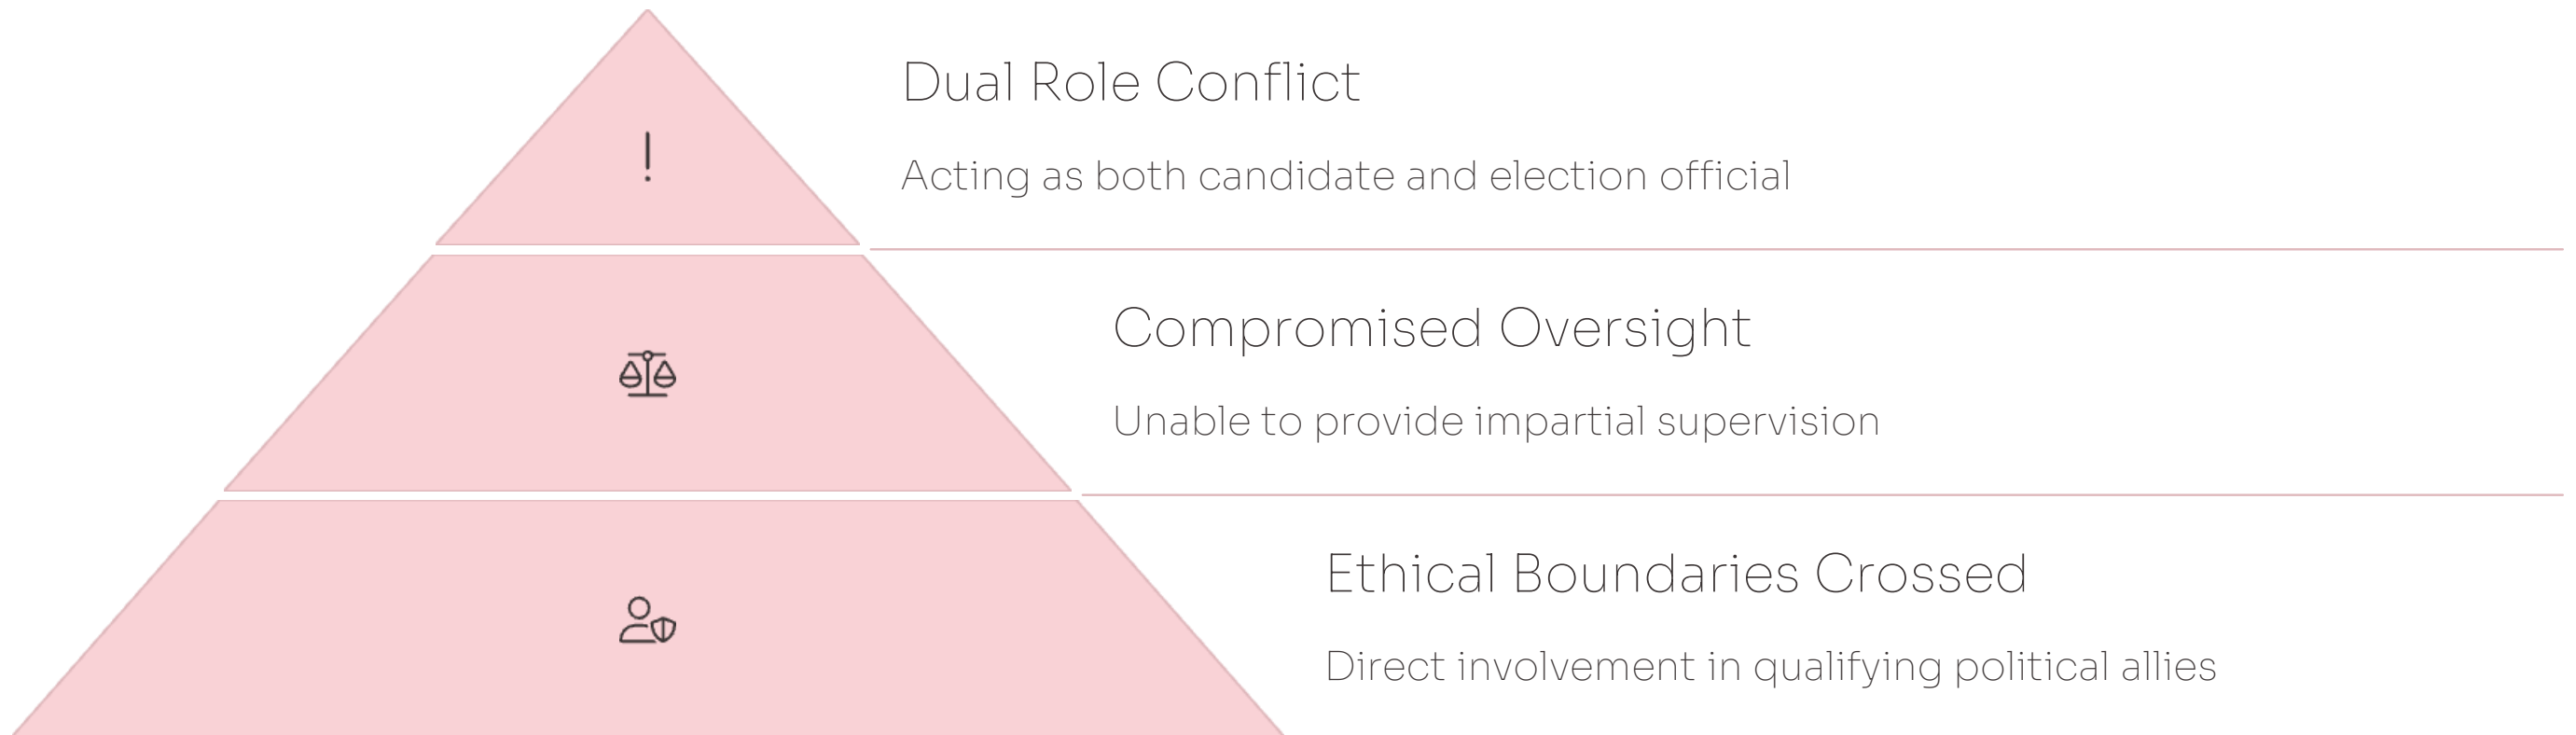 Dual Role Conflict
Acting as both candidate and election official
Compromised Oversight
Unable to provide impartial supervision
Ethical Boundaries Crossed
Direct involvement in qualifying political allies